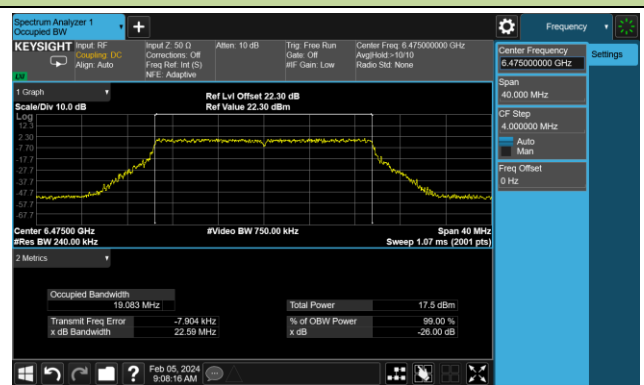 Spectrum Analyzer 1
Occupied BW
Frequency
KEYSIGHT
Input: RF
Coupling: DC
Align: Auto
Input Z: 50 Ω
Corrections: Off
Freq Ref: Int (S)
NFE: Adaptive
Atten: 10 dB
Trig: Free Run
Gate: Off
#IF Gain: Low
Center Freq: 6.475000000 GHz
Avg|Hold:>10/10
Radio Std: None
Center Frequency
6.475000000 GHz
Settings
Span
40.000 MHz
CF Step
4.000000 MHz
Auto
Man
Freq Offset
0 Hz
1 Graph
Scale/Div 10.0 dB
Ref Lvl Offset 22.30 dB
Ref Value 22.30 dBm
Log
12.3
2.30
-7.70
-17.7
-27.7
-37.7
-47.7
-57.7
-67.7
Center 6.47500 GHz
#Video BW 750.00 kHz
Span 40 MHz
#Res BW 240.00 kHz
Sweep 1.07 ms (2001 pts)
2 Metrics
Occupied Bandwidth
19.083 MHz
Total Power 17.5 dBm
Transmit Freq Error -7.904 kHz
% of OBW Power 99.00 %
x dB Bandwidth 22.59 MHz
x dB -26.00 dB
Feb 05, 2024
9:08:16 AM